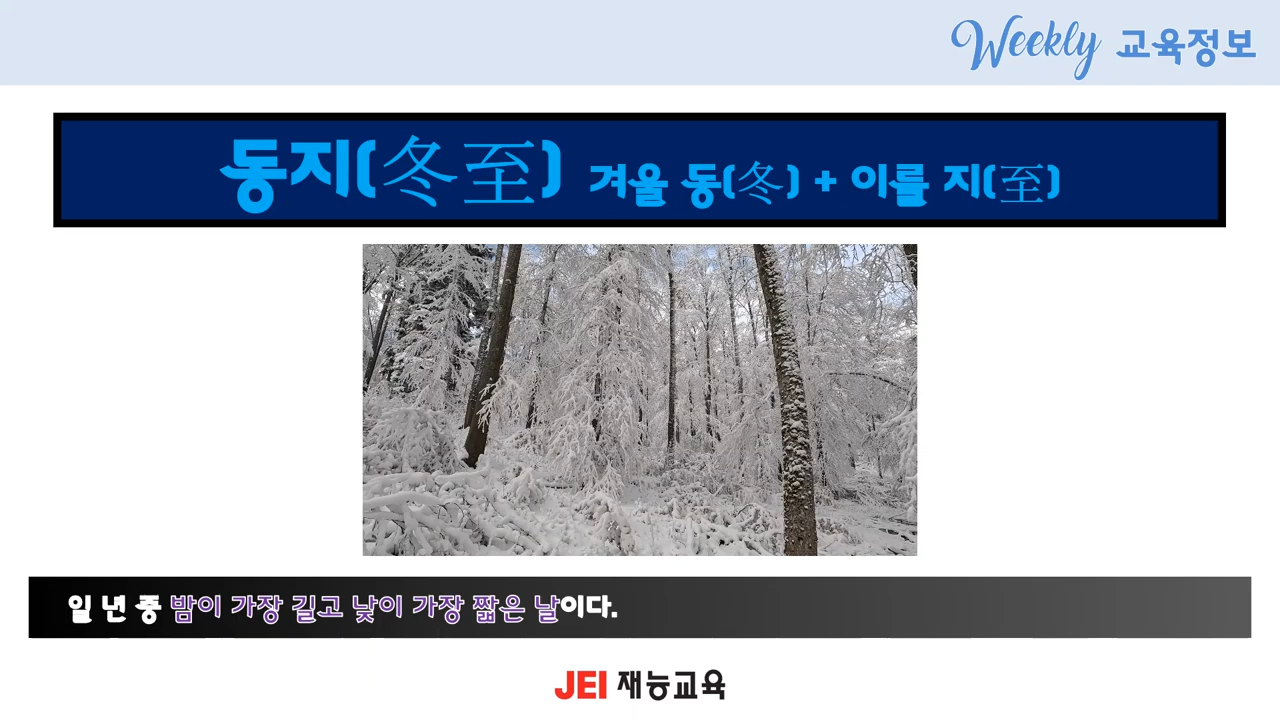 Weekly 교육정보
동지(冬至) 겨울 동(冬) + 이를 지(至)
일 년 중 밤이 가장 길고 낮이 가장 짧은 날이다.
JEI 재능교육